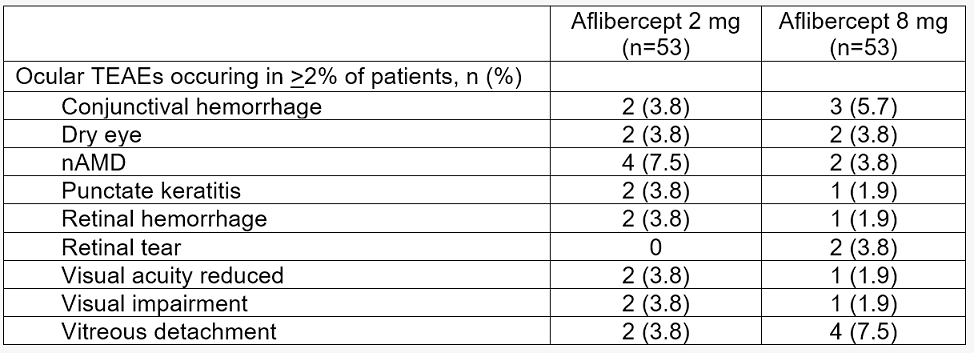 Aflibercept 2 mg (n=53) Aflibercept 8 mg (n=53)
Ocular TEAEs occuring in ≥2% of patients, n (%)
Conjunctival hemorrhage 2 (3.8) 3 (5.7)
Dry eye 2 (3.8) 2 (3.8)
nAMD 4 (7.5) 2 (3.8)
Punctate keratitis 2 (3.8) 1 (1.9)
Retinal hemorrhage 2 (3.8) 1 (1.9)
Retinal tear 0 2 (3.8)
Visual acuity reduced 2 (3.8) 1 (1.9)
Visual impairment 2 (3.8) 1 (1.9)
Vitreous detachment 2 (3.8) 4 (7.5)